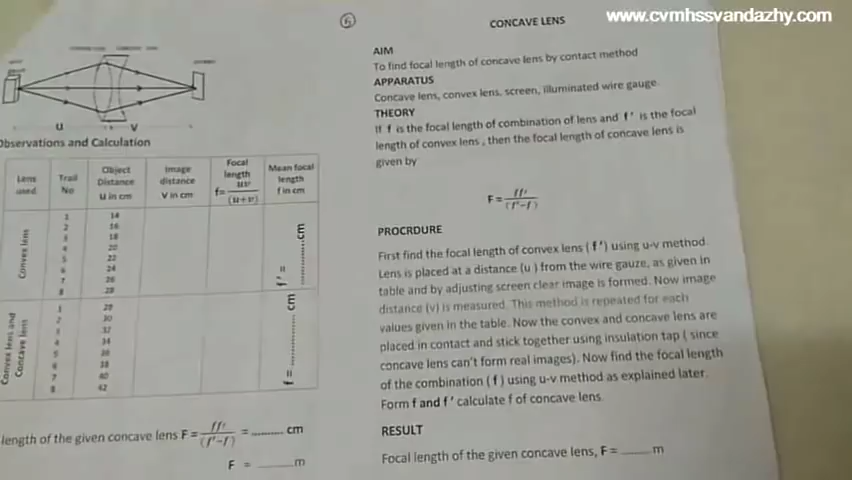 www.cvmhssvandazhy.com
6
U
V
Observations and Calculation
Lens used
Trail No
Object Distance U in cm
Image distance V in cm
Focal length f= uv/(u+v)
Mean focal length f in cm
Convex lens
1 14
2 16
3 18
4 20
5 22
6 24
7 26
8 28
f' = ...............cm
Convex lens and Concave lens
1 28
2 30
3 32
4 34
5 36
6 38
7 40
8 42
f = .................. cm
length of the given concave lens F = ff'/(f'-f) = ......... cm
F = .........m
CONCAVE LENS
AIM
To find focal length of concave lens by contact method
APPARATUS
Concave lens, convex lens, screen, illuminated wire gauge.
THEORY
If f is the focal length of combination of lens and f' is the focal
length of convex lens , then the focal length of concave lens is
given by
F = ff'/(f'-f)
PROCRDURE
First find the focal length of convex lens ( f') using u-v method.
Lens is placed at a distance (u ) from the wire gauze, as given in
table and by adjusting screen clear image is formed. Now image
distance (v) is measured. This method is repeated for each
values given in the table. Now the convex and concave lens are
placed in contact and stick together using insulation tap ( since
concave lens can't form real images). Now find the focal length
of the combination ( f ) using u-v method as explained later.
Form f and f' calculate f of concave lens.
RESULT
Focal length of the given concave lens, F = ........ m